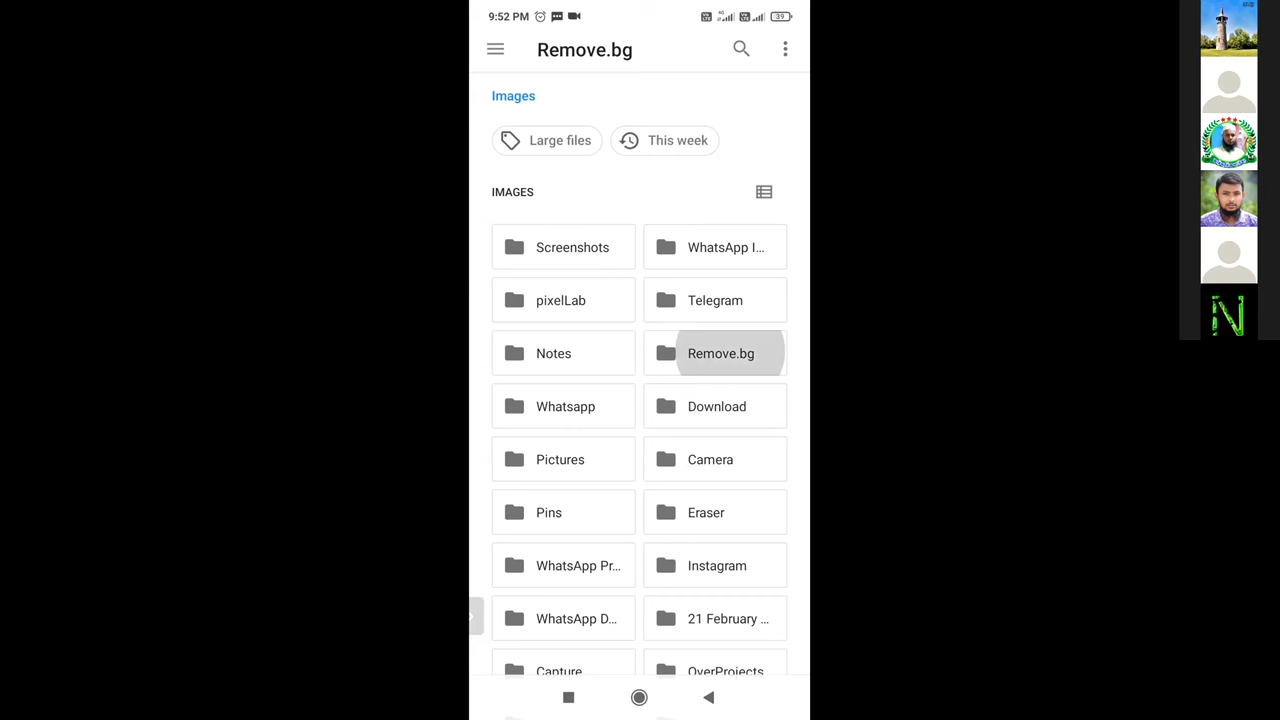 9:52 PM 39
Remove.bg
Images
Large files This week
IMAGES
Screenshots WhatsApp I...
pixelLab Telegram
Notes Remove.bg
Whatsapp Download
Pictures Camera
Pins Eraser
WhatsApp Pr... Instagram
WhatsApp D... 21 February ...
Capture OverProjects
N